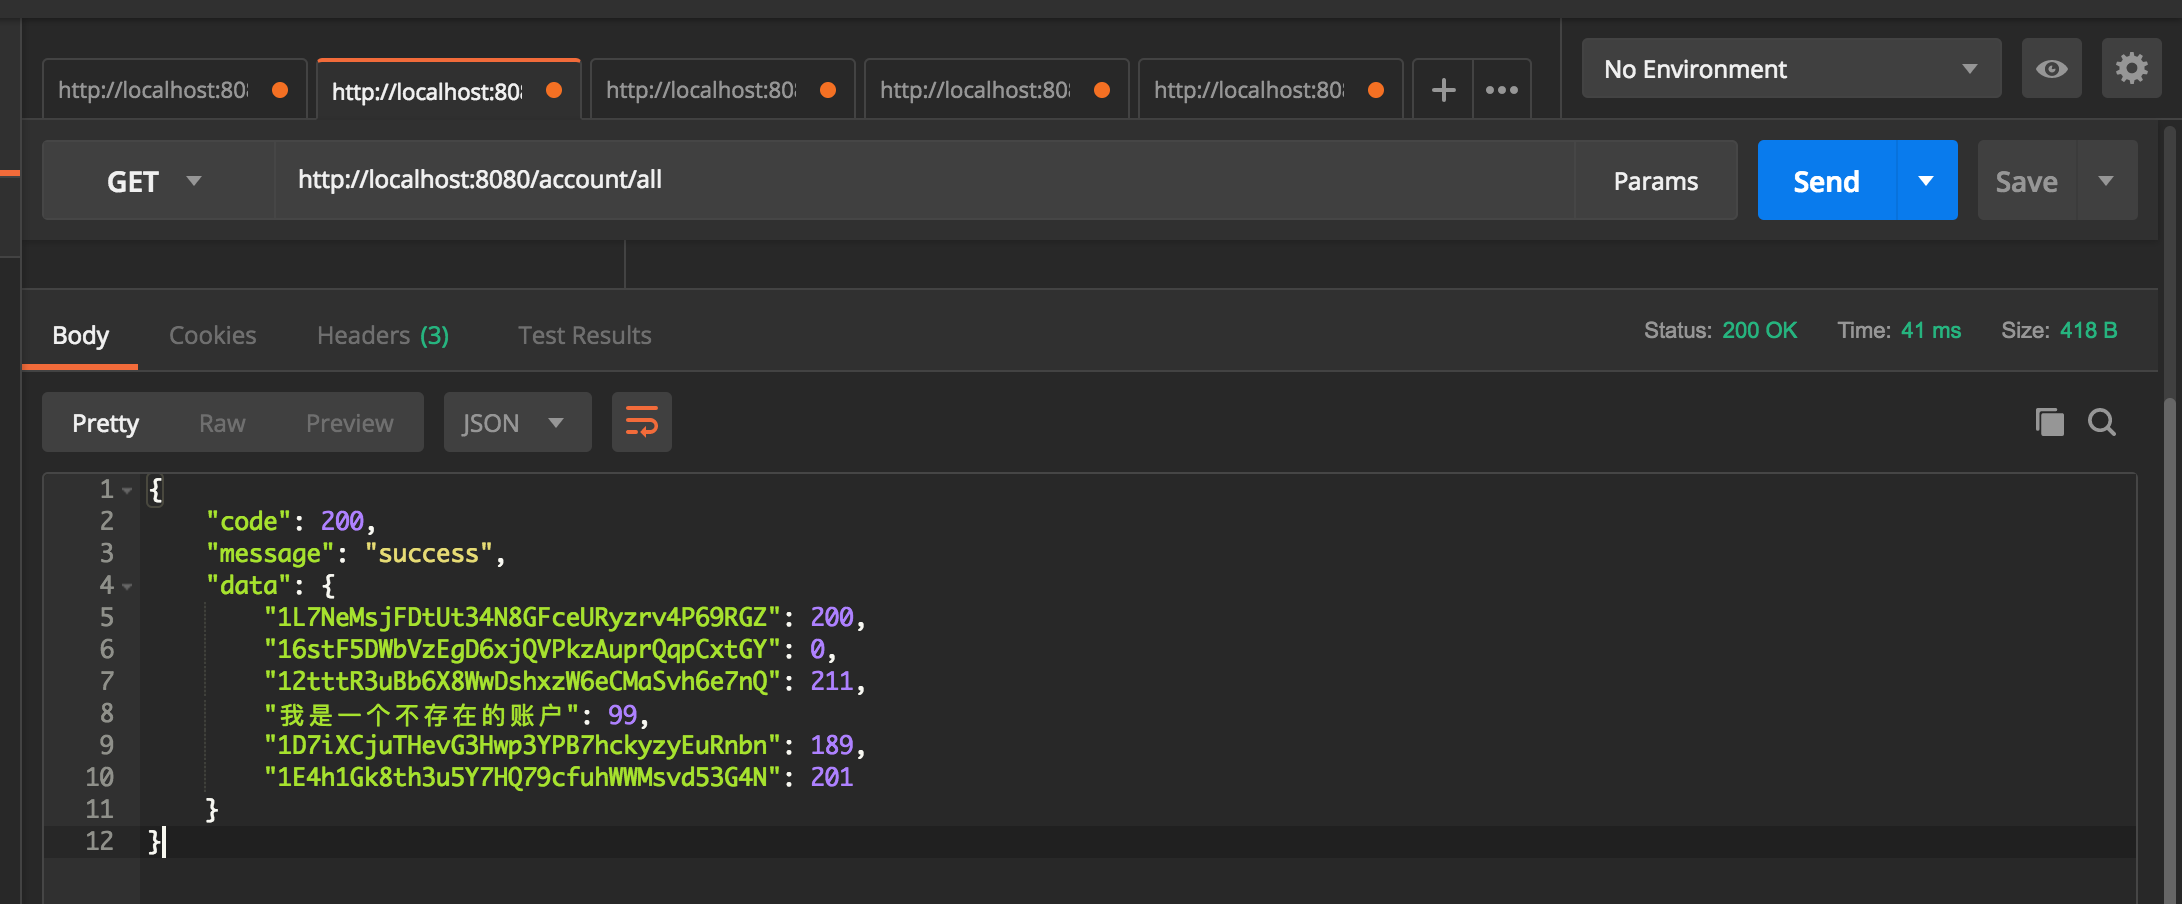 http://localhost:80 http://localhost:80 http://localhost:80 http://localhost:80 http://localhost:80 No Environment
GET http://localhost:8080/account/all Params Send Save
Body Cookies Headers (3) Test Results Status: 200 OK Time: 41 ms Size: 418 B
Pretty Raw Preview JSON
1 {
2 "code": 200,
3 "message": "success",
4 "data": {
5 "1L7NeMsjFDtUt34N8GFceURyzrv4P69RGZ": 200,
6 "16stF5DWbVzEgD6xjQVPkzAuprQqpCxtGY": 0,
7 "12tttR3uBb6X8WwDshxzW6eCMaSvh6e7nQ": 211,
8 "我是一个不存在的账户": 99,
9 "1D7iXCjuTHevG3Hwp3YPB7hckyzyEuRnbn": 189,
10 "1E4h1Gk8th3u5Y7HQ79cfuhWWMsvd53G4N": 201
11 }
12 }